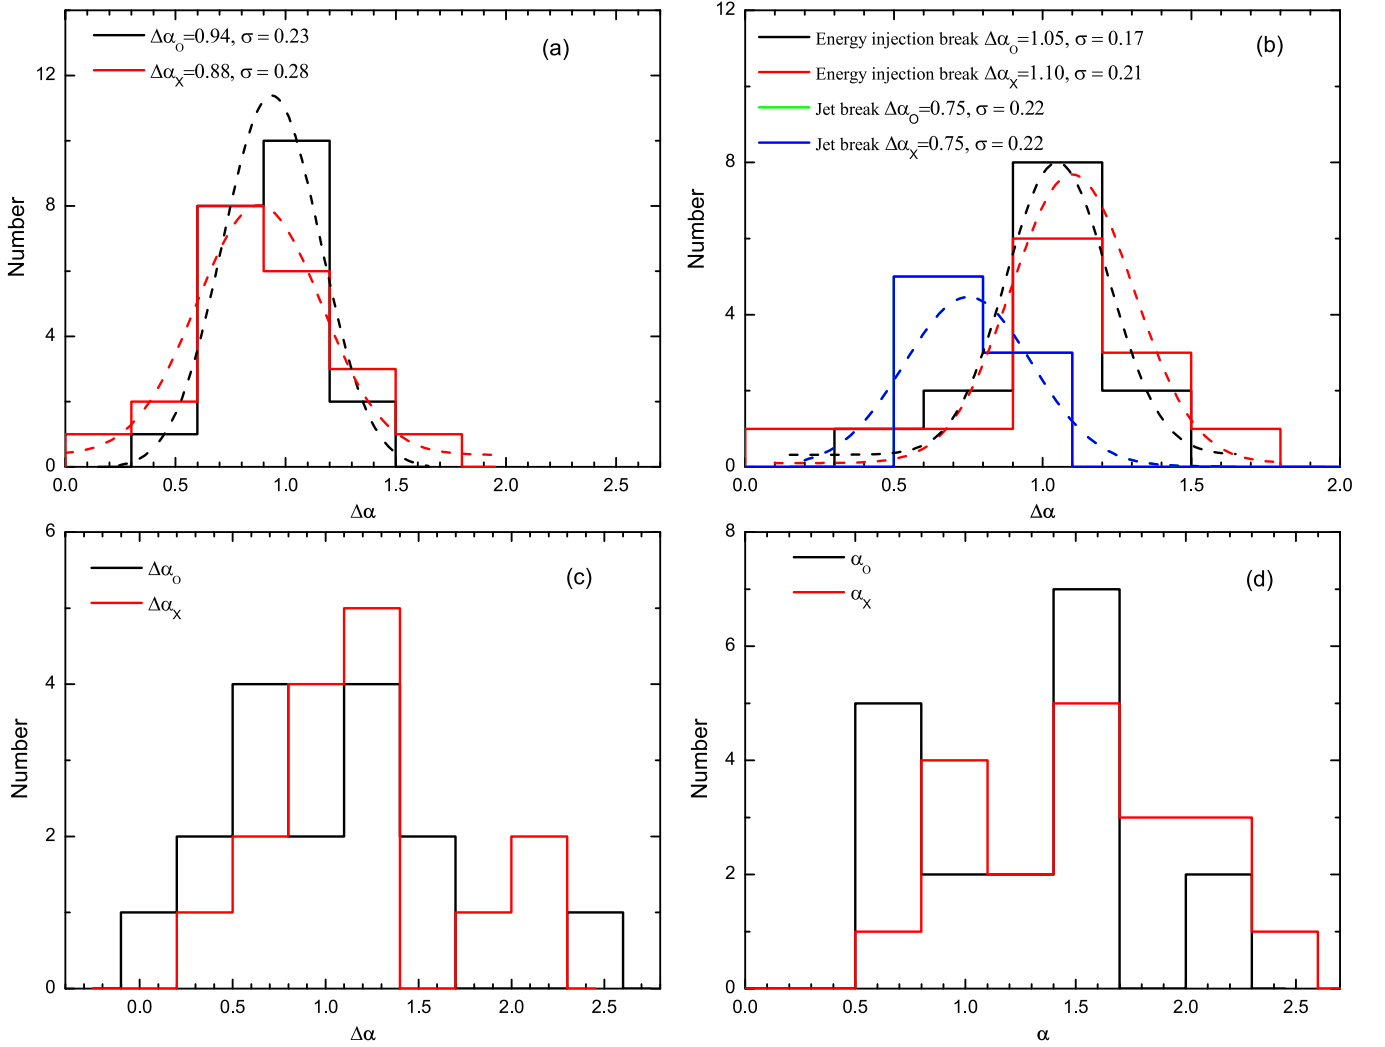 Δα_O=0.94, σ = 0.23
Δα_X=0.88, σ = 0.28
(a)
12
8
4
0
Number
0.0 0.5 1.0 1.5 2.0 2.5
Δα
Energy injection break Δα_O=1.05, σ = 0.17
Energy injection break Δα_X=1.10, σ = 0.21
Jet break Δα_O=0.75, σ = 0.22
Jet break Δα_X=0.75, σ = 0.22
(b)
12
8
4
0
Number
0.0 0.5 1.0 1.5 2.0
Δα
Δα_O
Δα_X
(c)
6
4
2
0
Number
0.0 0.5 1.0 1.5 2.0 2.5
Δα
α_O
α_X
(d)
8
6
4
2
0
Number
0.0 0.5 1.0 1.5 2.0 2.5
α